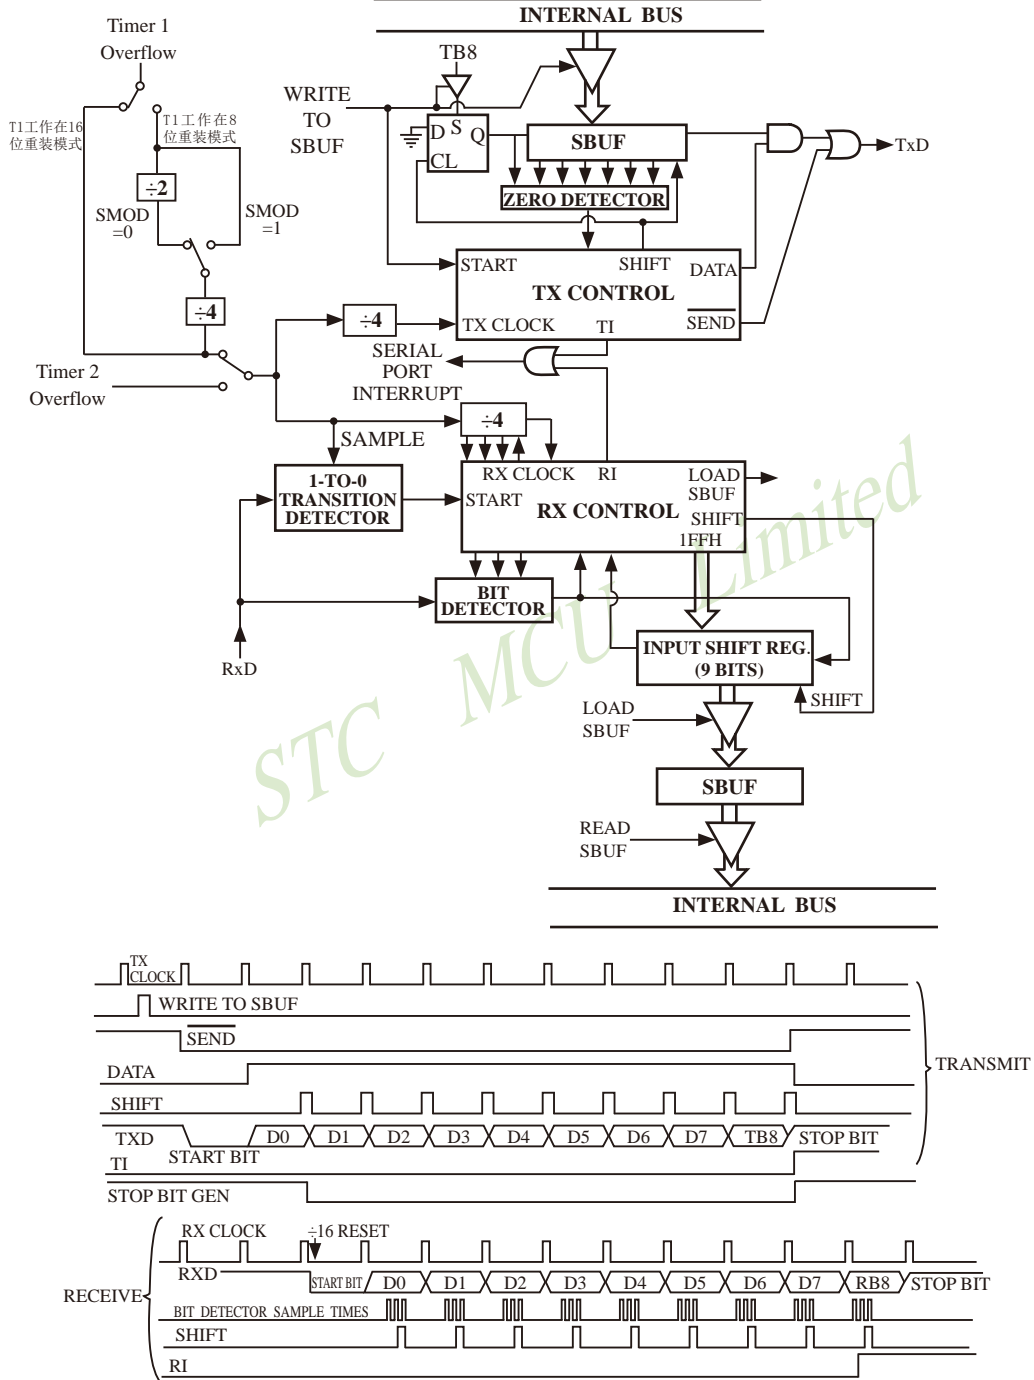 INTERNAL BUS
Timer 1
Overflow
TB8
WRITE
TO
SBUF
T1工作在16
位重装模式
T1工作在8
位重装模式
D S Q
CL
SBUF
TxD
÷2
ZERO DETECTOR
SMOD
=0
SMOD
=1
START
SHIFT
DATA
TX CONTROL
÷4
÷4
TX CLOCK
TI
SEND
SERIAL
PORT
INTERRUPT
Timer 2
Overflow
÷4
SAMPLE
1-TO-0
TRANSITION
DETECTOR
RX CLOCK
RI
LOAD
SBUF
START
RX CONTROL
SHIFT
1FFH
BIT
DETECTOR
RxD
INPUT SHIFT REG.
(9 BITS)
SHIFT
LOAD
SBUF
SBUF
READ
SBUF
INTERNAL BUS
STC MCU Limited
TX
CLOCK
WRITE TO SBUF
SEND
DATA
TRANSMIT
SHIFT
TXD
START BIT
D0 D1 D2 D3 D4 D5 D6 D7 TB8 STOP BIT
TI
STOP BIT GEN
RX CLOCK
÷16 RESET
RXD
START BIT D0 D1 D2 D3 D4 D5 D6 D7 RB8 STOP BIT
RECEIVE
BIT DETECTOR SAMPLE TIMES
SHIFT
RI